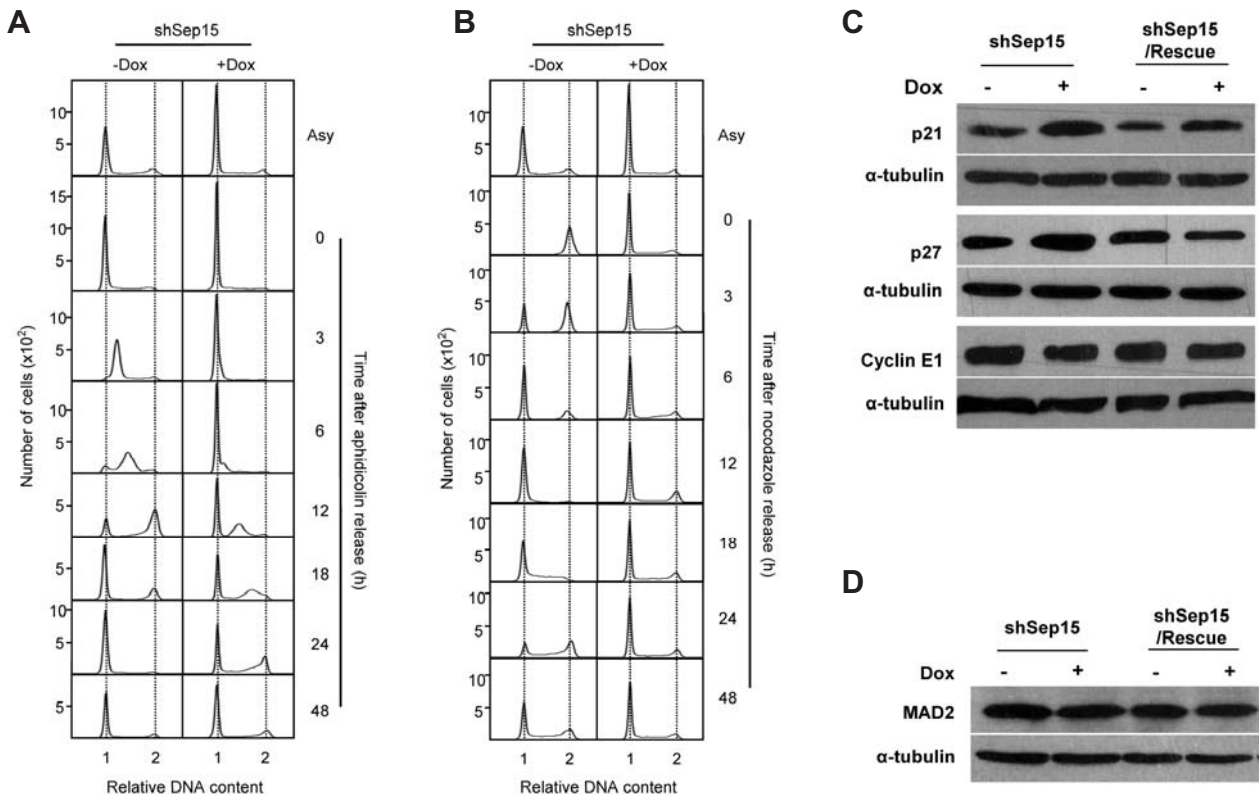 A
shSep15
-Dox +Dox
10
5
Asy
15
10
5
0
10
5
3
10
5
6
5
12
5
18
10
5
24
5
48
1 2 1 2
Relative DNA content
Number of cells (x10²)
Time after aphidicolin release (h)
B
shSep15
-Dox +Dox
10
5
Asy
10
5
0
10
5
3
10
5
6
10
5
12
10
5
18
10
5
24
10
5
48
1 2 1 2
Relative DNA content
Number of cells (x10²)
Time after nocodazole release (h)
C
shSep15 shSep15
/Rescue
Dox - + - +
p21
α-tubulin
p27
α-tubulin
Cyclin E1
α-tubulin
D
shSep15 shSep15
/Rescue
Dox - + - +
MAD2
α-tubulin